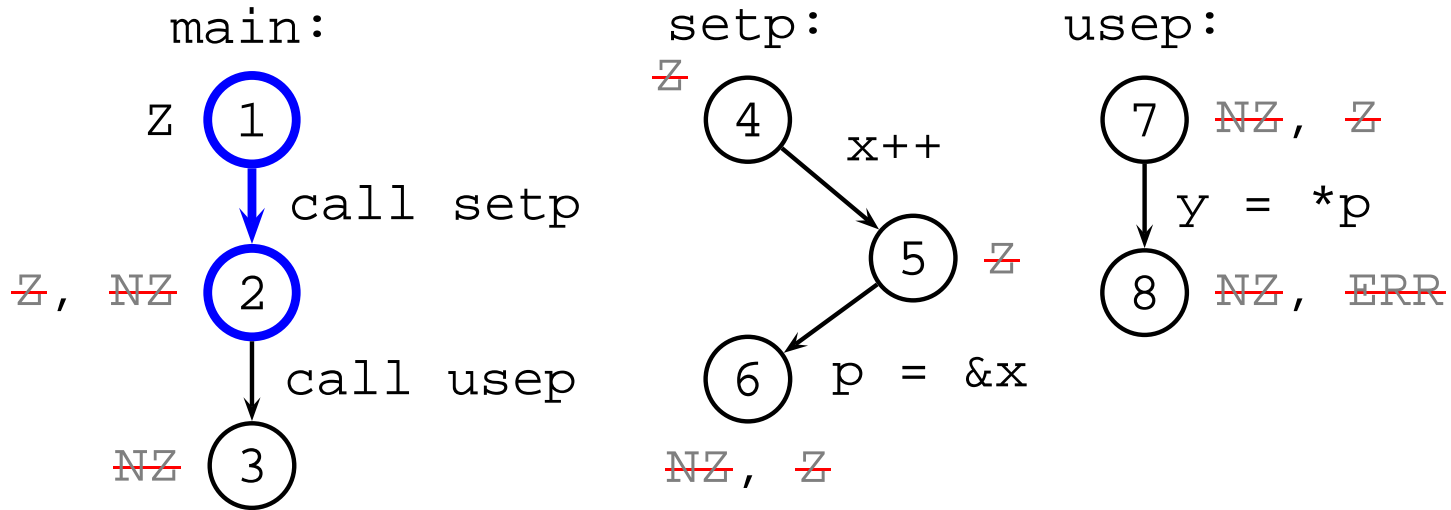 main:
Z
1
call setp
Z, NZ
2
call usep
NZ
3
setp:
Z
4
x++
5
Z
p = &x
6
NZ, Z
usep:
7
NZ, Z
y = *p
8
NZ, ERR